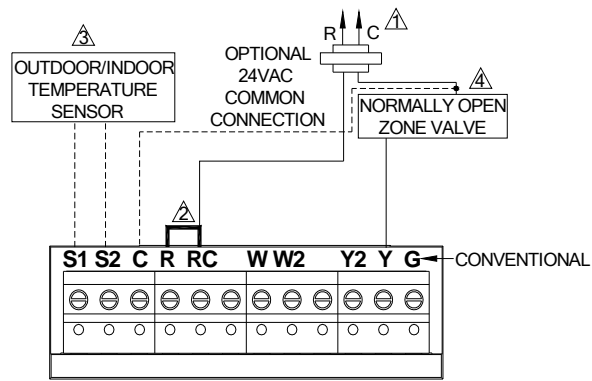 R C 1
3
OPTIONAL
24VAC
COMMON
CONNECTION
OUTDOOR/INDOOR
TEMPERATURE
SENSOR
4
NORMALLY OPEN
ZONE VALVE
2
S1 S2 C R RC W W2 Y2 Y G
CONVENTIONAL